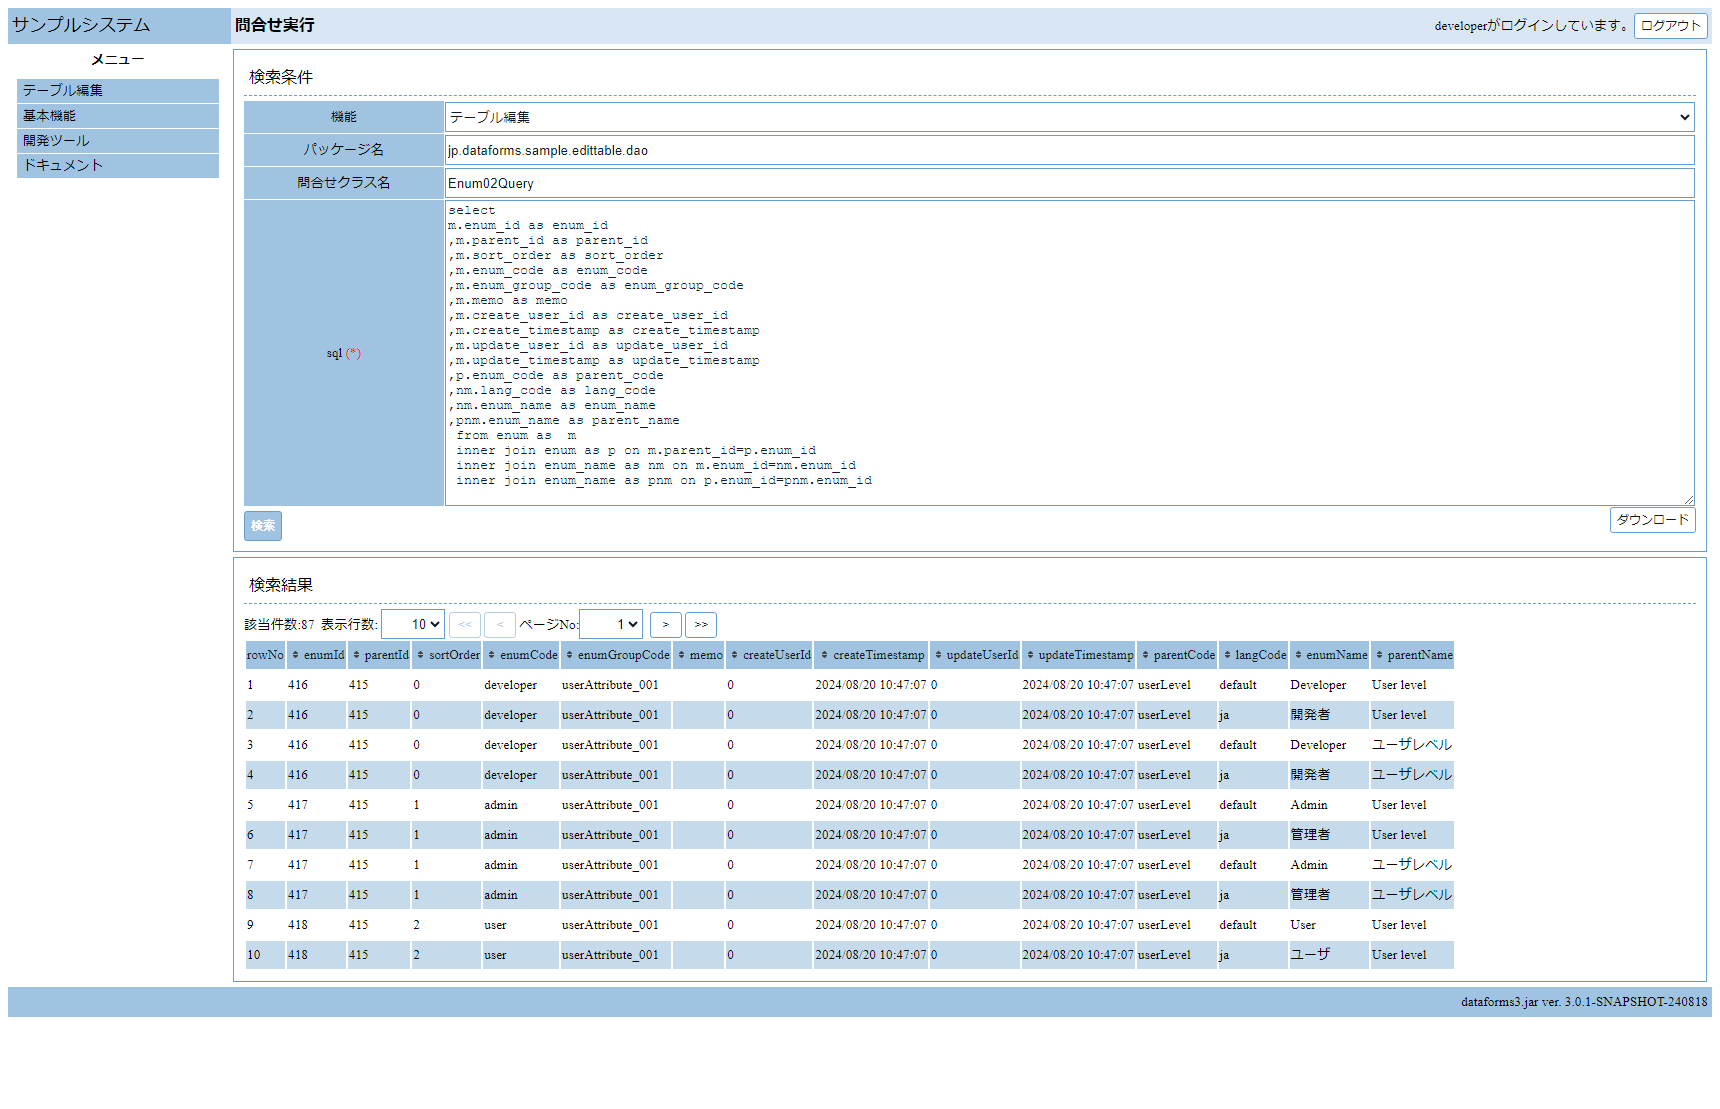 サンプルシステム
問合せ実行
developerがログインしています。 ログアウト
メニュー
テーブル編集
基本機能
開発ツール
ドキュメント
検索条件
機能 テーブル編集
パッケージ名 jp.dataforms.sample.edittable.dao
問合せクラス名 Enum02Query
sql (*)
select
m.enum_id as enum_id
,m.parent_id as parent_id
,m.sort_order as sort_order
,m.enum_code as enum_code
,m.enum_group_code as enum_group_code
,m.memo as memo
,m.create_user_id as create_user_id
,m.create_timestamp as create_timestamp
,m.update_user_id as update_user_id
,m.update_timestamp as update_timestamp
,p.enum_code as parent_code
,nm.lang_code as lang_code
,nm.enum_name as enum_name
,pnm.enum_name as parent_name
from enum as  m
inner join enum as p on m.parent_id=p.enum_id
inner join enum_name as nm on m.enum_id=nm.enum_id
inner join enum_name as pnm on p.enum_id=pnm.enum_id
検索 ダウンロード
検索結果
該当件数:87 表示行数: 10 << < ページNo: 1 > >>
rowNo enumId parentId sortOrder enumCode enumGroupCode memo createUserId createTimestamp updateUserId updateTimestamp parentCode langCode enumName parentName
1 416 415 0 developer userAttribute_001 0 2024/08/20 10:47:07 0 2024/08/20 10:47:07 userLevel default Developer User level
2 416 415 0 developer userAttribute_001 0 2024/08/20 10:47:07 0 2024/08/20 10:47:07 userLevel ja 開発者 User level
3 416 415 0 developer userAttribute_001 0 2024/08/20 10:47:07 0 2024/08/20 10:47:07 userLevel default Developer ユーザレベル
4 416 415 0 developer userAttribute_001 0 2024/08/20 10:47:07 0 2024/08/20 10:47:07 userLevel ja 開発者 ユーザレベル
5 417 415 1 admin userAttribute_001 0 2024/08/20 10:47:07 0 2024/08/20 10:47:07 userLevel default Admin User level
6 417 415 1 admin userAttribute_001 0 2024/08/20 10:47:07 0 2024/08/20 10:47:07 userLevel ja 管理者 User level
7 417 415 1 admin userAttribute_001 0 2024/08/20 10:47:07 0 2024/08/20 10:47:07 userLevel default Admin ユーザレベル
8 417 415 1 admin userAttribute_001 0 2024/08/20 10:47:07 0 2024/08/20 10:47:07 userLevel ja 管理者 ユーザレベル
9 418 415 2 user userAttribute_001 0 2024/08/20 10:47:07 0 2024/08/20 10:47:07 userLevel default User User level
10 418 415 2 user userAttribute_001 0 2024/08/20 10:47:07 0 2024/08/20 10:47:07 userLevel ja ユーザ User level
dataforms3.jar ver. 3.0.1-SNAPSHOT-240818